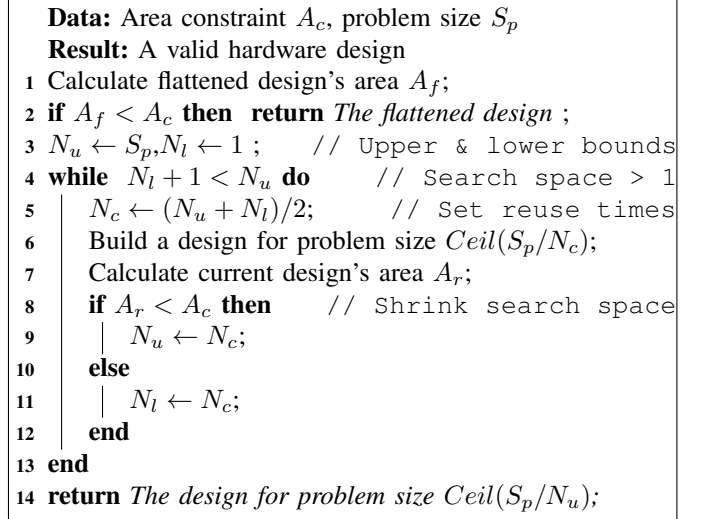 Data: Area constraint A_c, problem size S_p
Result: A valid hardware design
1 Calculate flattened design's area A_f;
2 if A_f < A_c then return The flattened design ;
3 N_u ← S_p,N_l ← 1 ; // Upper & lower bounds
4 while N_l + 1 < N_u do // Search space > 1
5 N_c ← (N_u + N_l)/2; // Set reuse times
6 Build a design for problem size Ceil(S_p/N_c);
7 Calculate current design's area A_r;
8 if A_r < A_c then // Shrink search space
9 N_u ← N_c;
10 else
11 N_l ← N_c;
12 end
13 end
14 return The design for problem size Ceil(S_p/N_u);